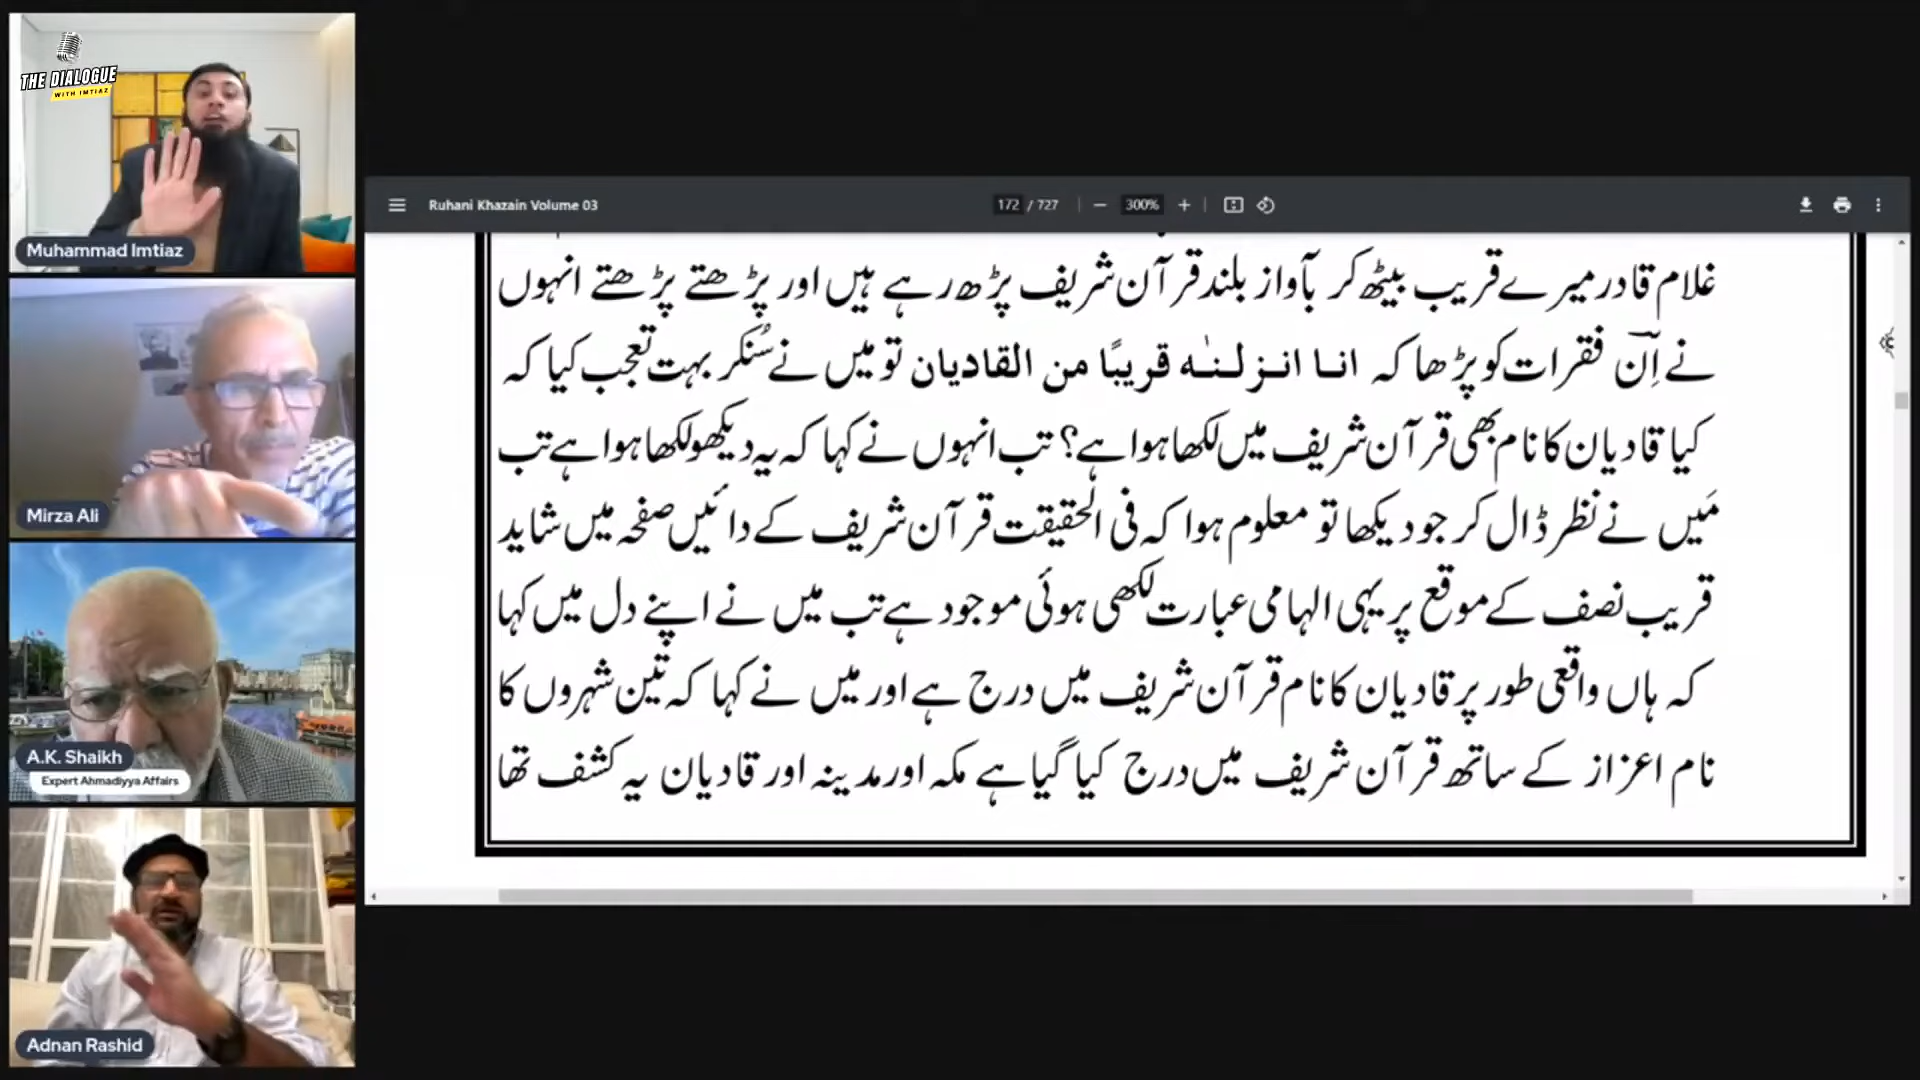 THE DIALOGUE
WITH IMTIAZ
Muhammad Imtiaz
Mirza Ali
A.K. Shaikh
Expert Ahmadiyya Affairs
Adnan Rashid
Ruhani Khazain Volume 03
172 / 727
300%
غلام قادر میرے قریب بیٹھ کر بآواز بلند قرآن شریف پڑھ رہے ہیں اور پڑھتے پڑھتے انہوں
نے اِن فقرات کو پڑھا کہ انا انزلنٰہ قریبًا من القادیان تو میں نے سُنکر بہت تعجب کیا کہ
کیا قادیان کا نام بھی قرآن شریف میں لکھا ہوا ہے؟ تب انہوں نے کہا کہ یہ دیکھو لکھا ہوا ہے تب
مَیں نے نظر ڈال کر جو دیکھا تو معلوم ہوا کہ فی الحقیقت قرآن شریف کے دائیں صفحہ میں شاید
قریب نصف کے موقع پر یہی الہامی عبارت لکھی ہوئی موجود ہے تب میں نے اپنے دل میں کہا
کہ ہاں واقعی طور پر قادیان کا نام قرآن شریف میں درج ہے اور میں نے کہا کہ تین شہروں کا
نام اعزاز کے ساتھ قرآن شریف میں درج کیا گیا ہے مکہ اور مدینہ اور قادیان یہ کشف تھا